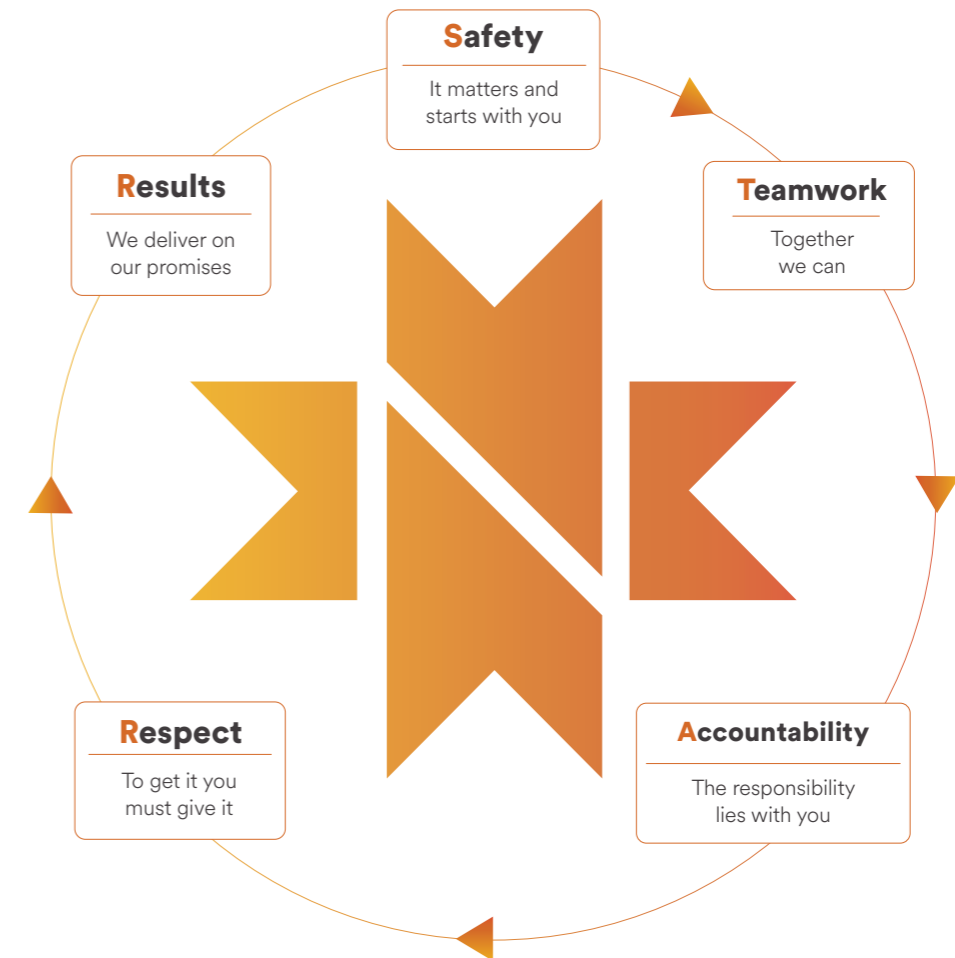 Safety
It matters and
starts with you
Teamwork
Together
we can
Accountability
The responsibility
lies with you
Respect
To get it you
must give it
Results
We deliver on
our promises